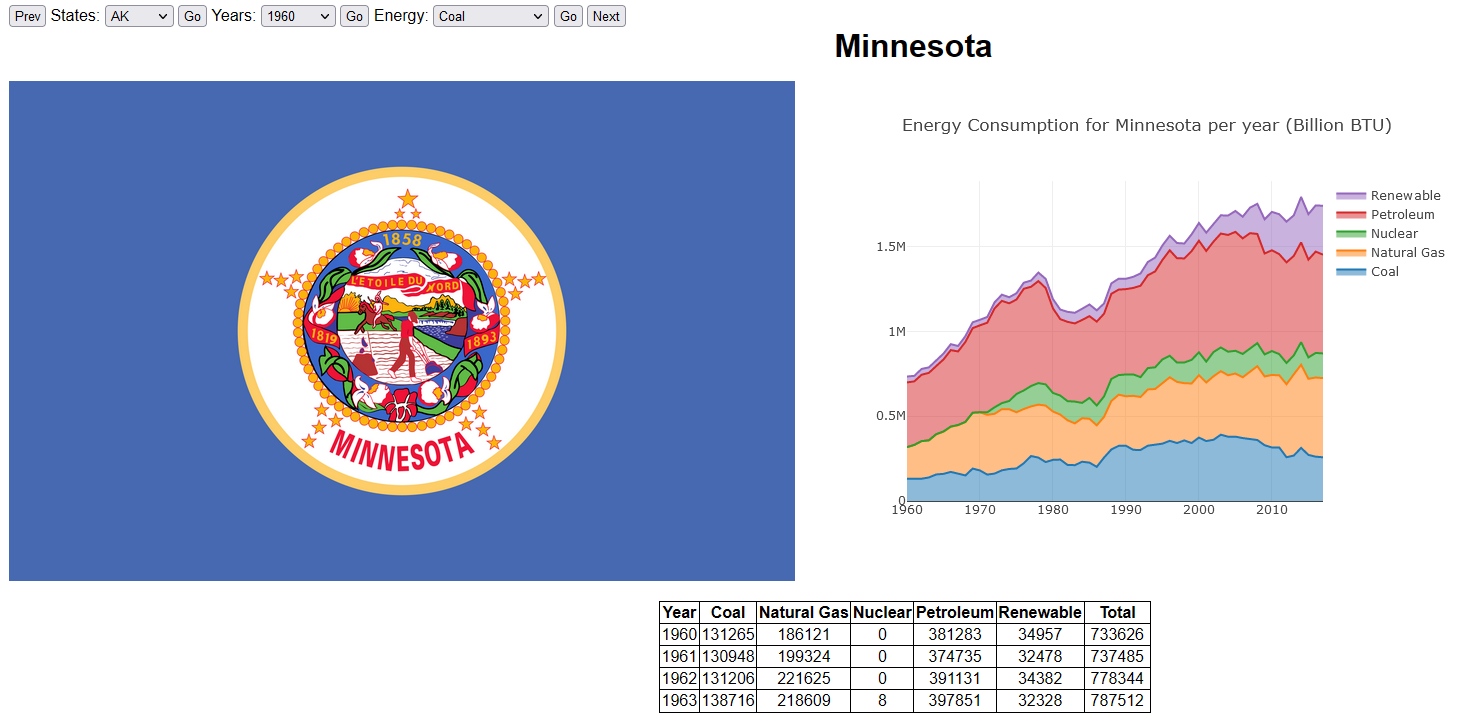 Prev States: AK Go Years: 1960 Go Energy: Coal Go Next
Minnesota
1858
L'ETOILE DU NORD
1819
1893
MINNESOTA
Energy Consumption for Minnesota per year (Billion BTU)
Renewable
Petroleum
Nuclear
Natural Gas
Coal
1.5M
1M
0.5M
0
1960 1970 1980 1990 2000 2010
Year Coal Natural Gas Nuclear Petroleum Renewable Total
1960 131265 186121 0 381283 34957 733626
1961 130948 199324 0 374735 32478 737485
1962 131206 221625 0 391131 34382 778344
1963 138716 218609 8 397851 32328 787512